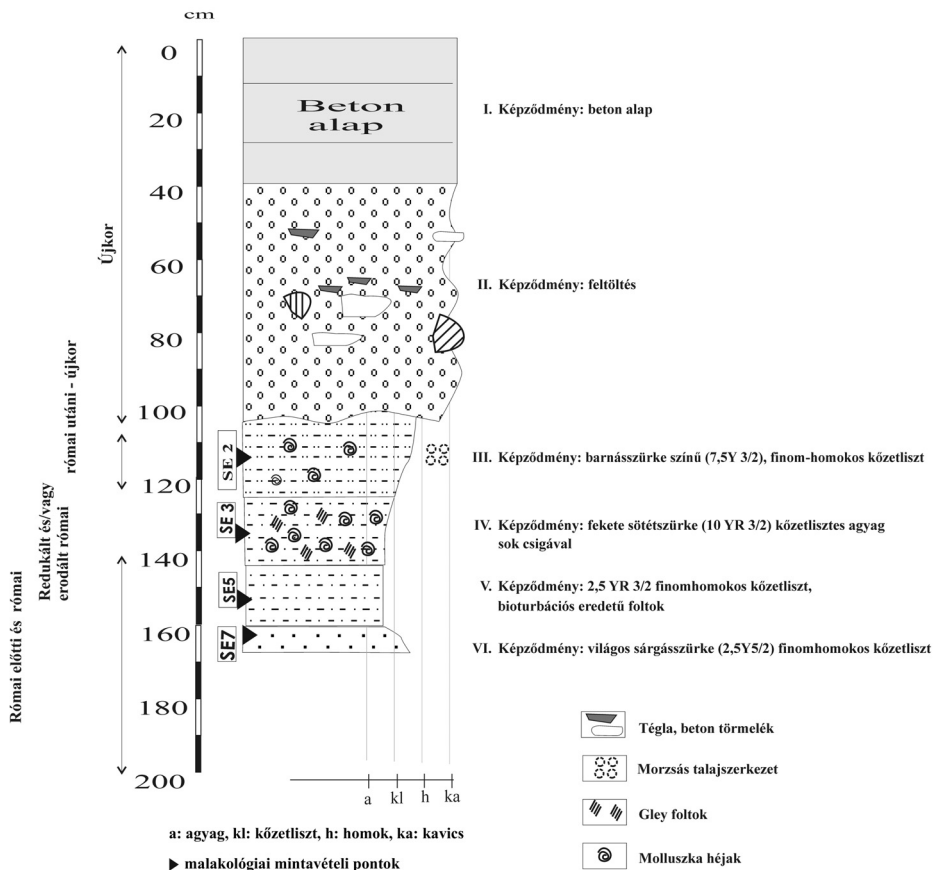 cm
0
20
40
60
80
100
120
140
160
180
200
Újkor
római utáni - újkor
Redukált és/vagy
erodált római
Római előtti és római
Beton
alap
SE 2
SE 3
SE5
SE7
I. Képződmény: beton alap
II. Képződmény: feltöltés
III. Képződmény: barnásszürke színű (7,5Y 3/2), finom-homokos kőzetliszt
IV. Képződmény: fekete sötétszürke (10 YR 3/2) kőzetlisztes agyag
sok csigával
V. Képződmény: 2,5 YR 3/2 finomhomokos kőzetliszt,
bioturbációs eredetű foltok
VI. Képződmény: világos sárgásszürke (2,5Y5/2) finomhomokos kőzetliszt
a kl h ka
a: agyag, kl: kőzetliszt, h: homok, ka: kavics
malakológiai mintavételi pontok
Tégla, beton törmelék
Morzsás talajszerkezet
Gley foltok
Molluszka héjak